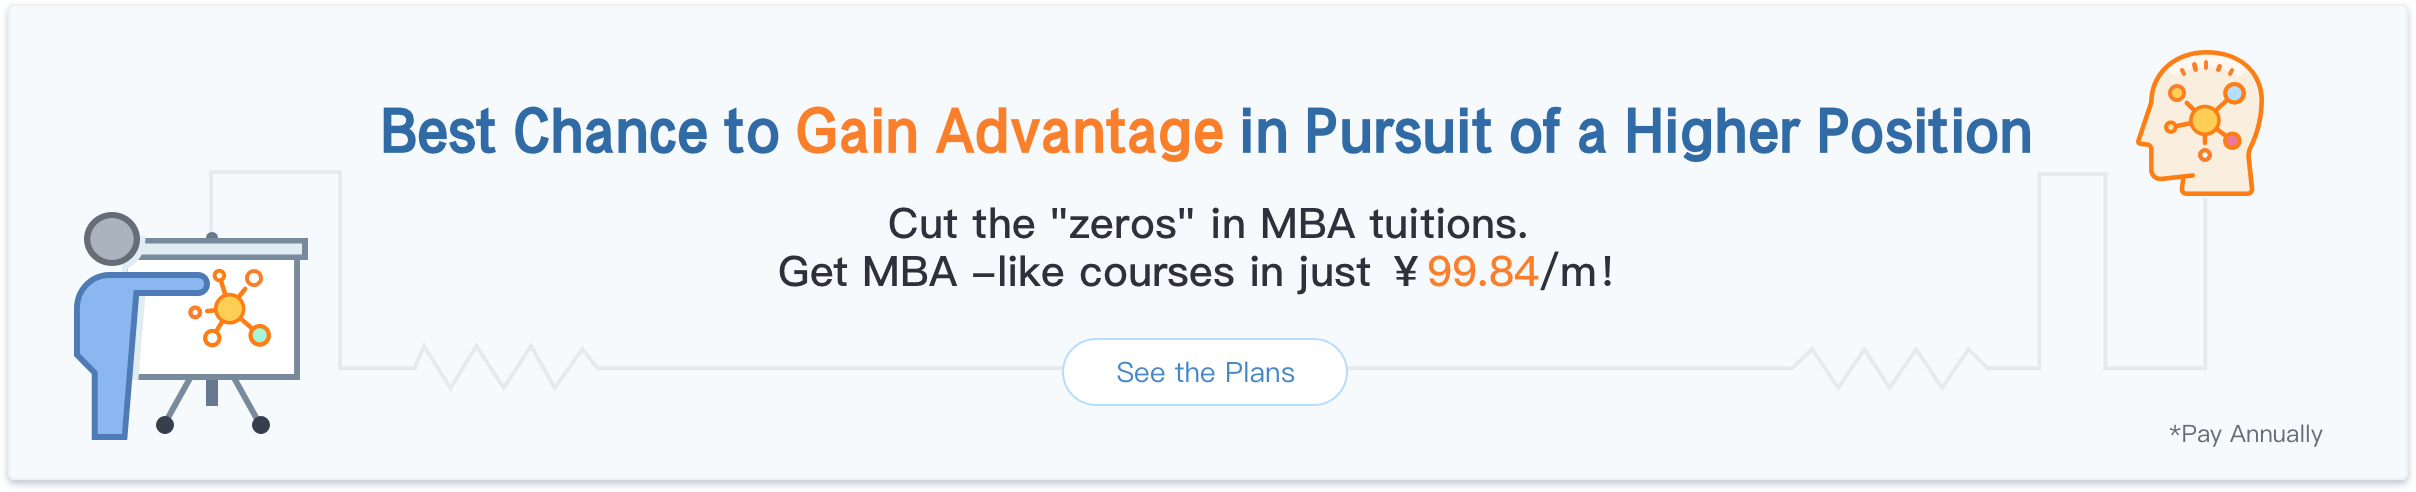 Best Chance to Gain Advantage in Pursuit of a Higher Position
Cut the "zeros" in MBA tuitions.
Get MBA –like courses in just ¥99.84/m!
See the Plans
*Pay Annually